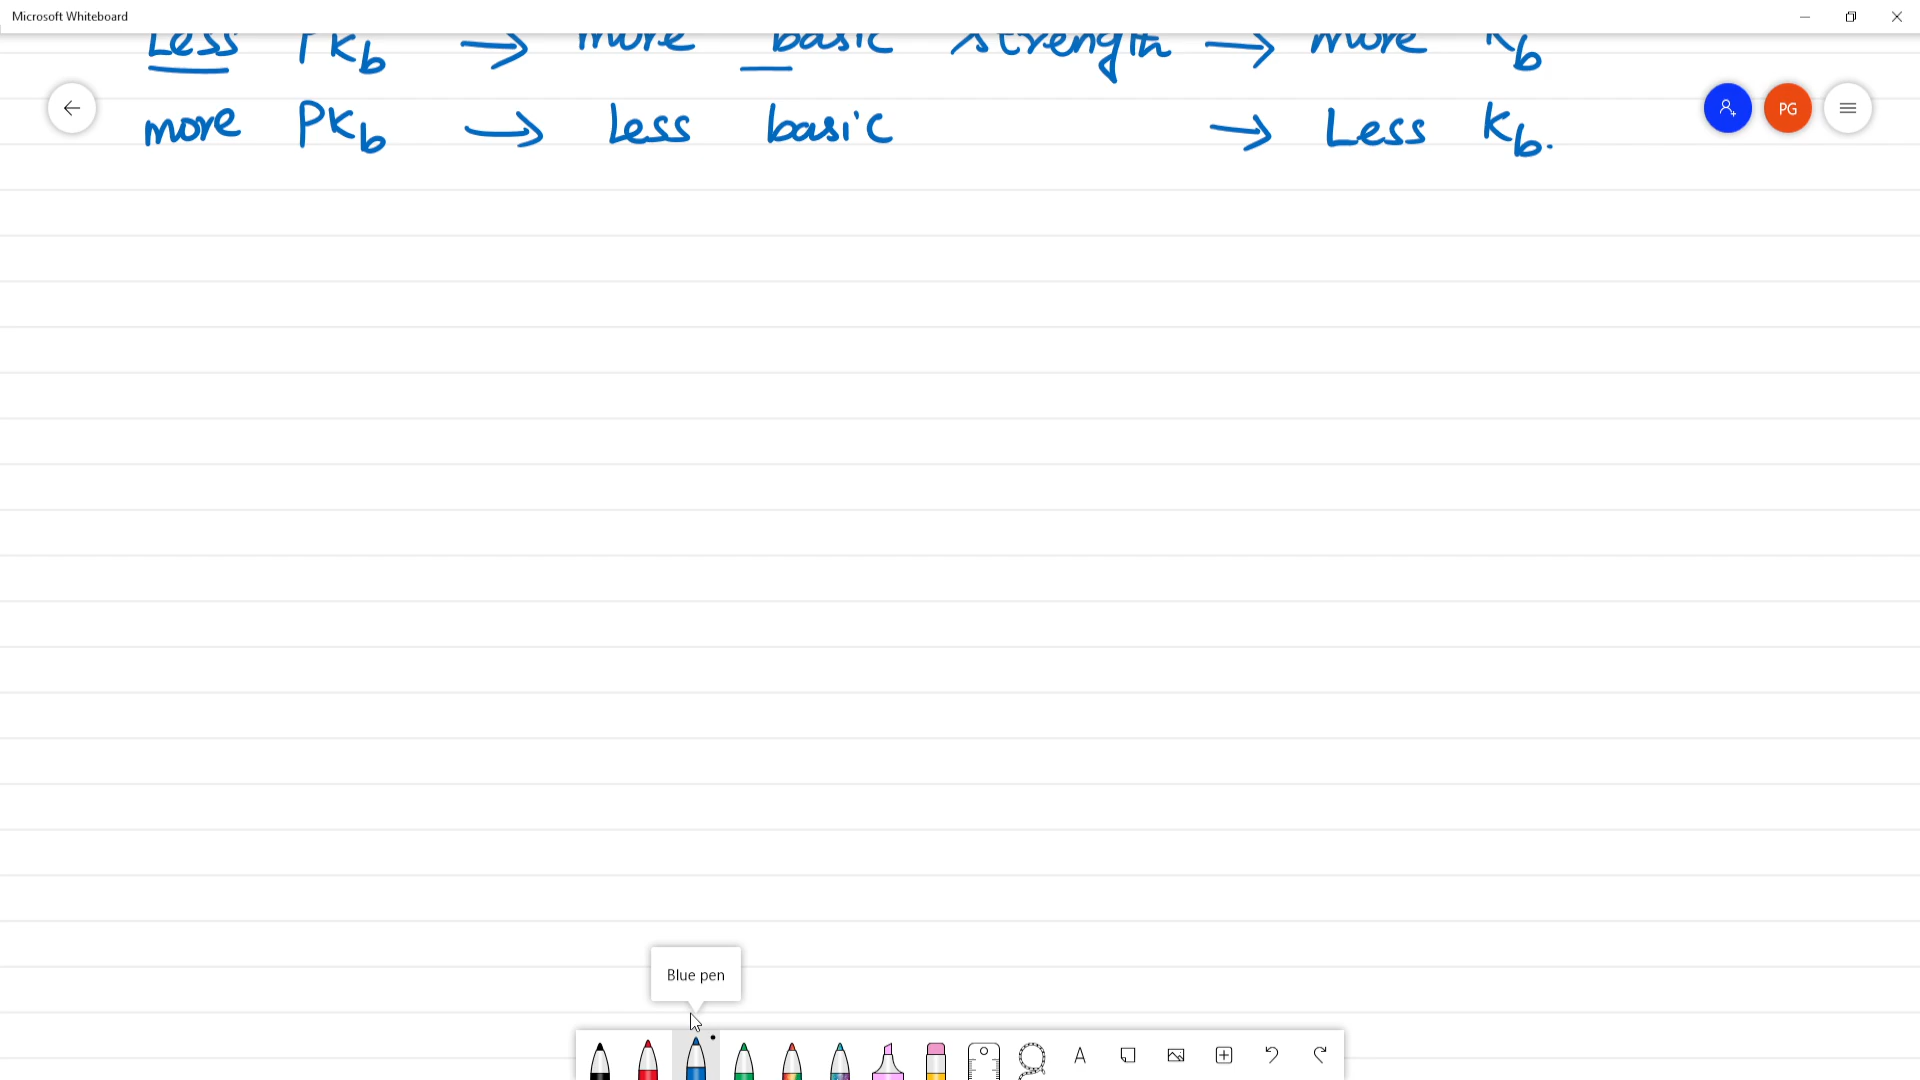 Microsoft Whiteboard
Less PKb → more basic strength → more Kb
more PKb → Less basic → Less Kb.
PG
Blue pen
A